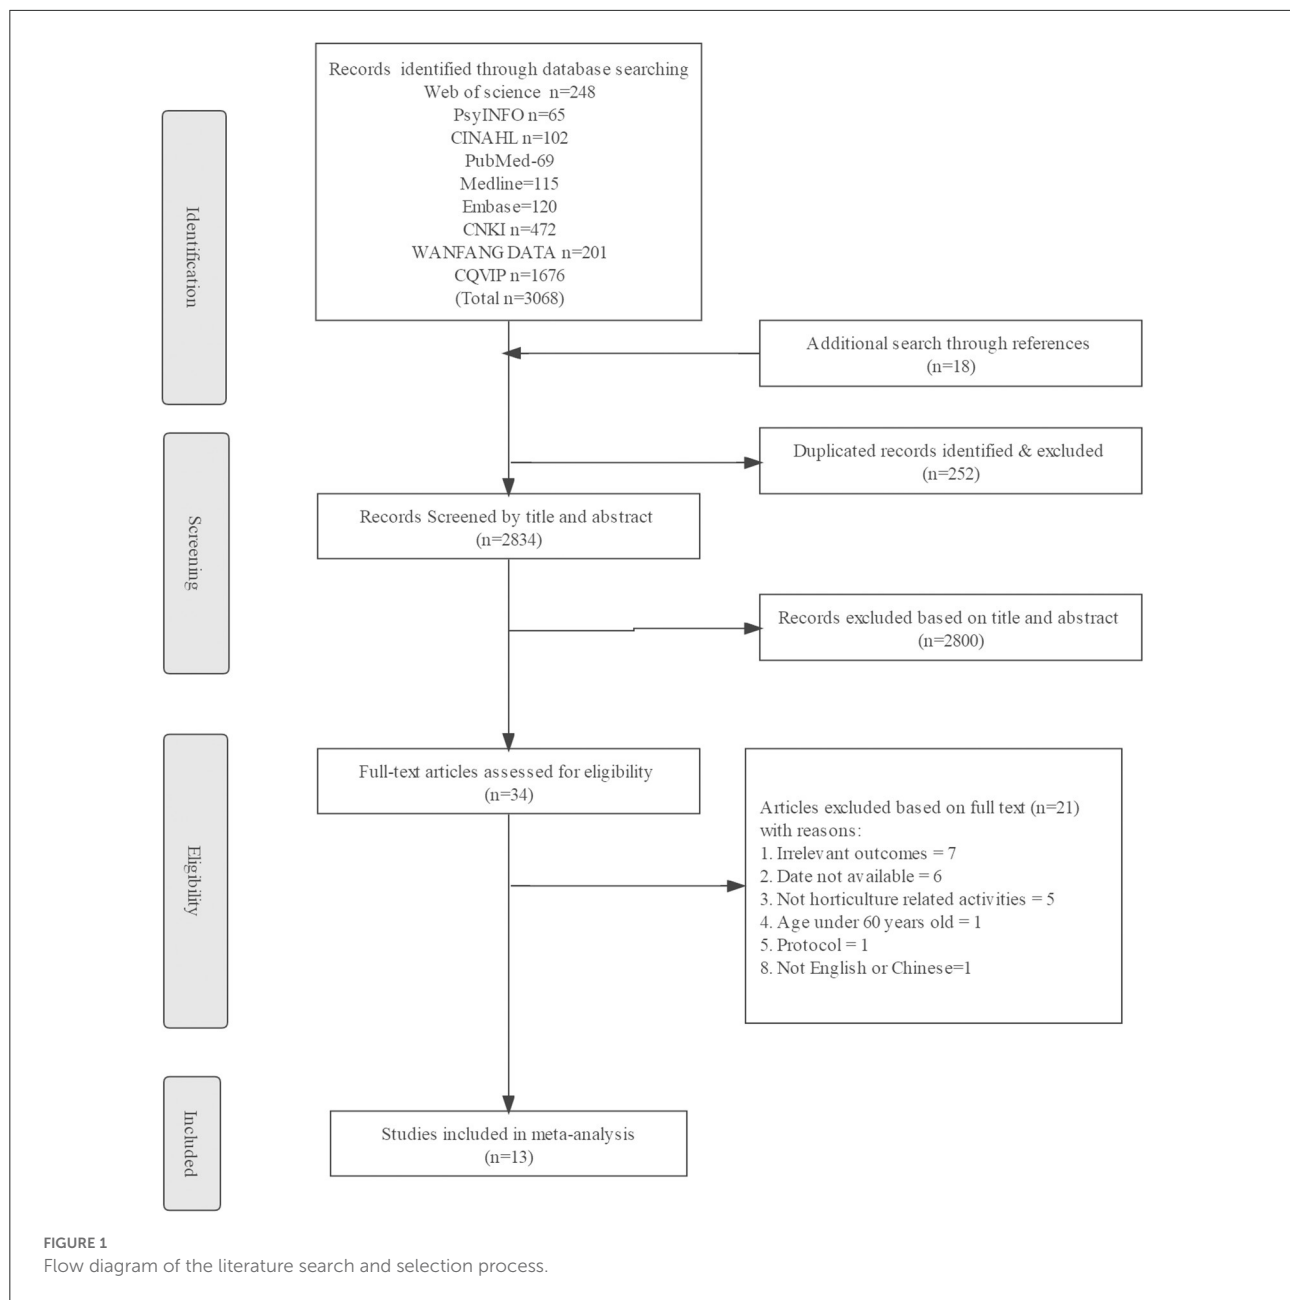 Identification
Records identified through database searching
Web of science n=248
PsyINFO n=65
CINAHL n=102
PubMed-69
Medline=115
Embase=120
CNKI n=472
WANFANG DATA n=201
CQVIP n=1676
(Total n=3068)
Additional search through references
(n=18)
Screening
Duplicated records identified & excluded
(n=252)
Records Screened by title and abstract
(n=2834)
Records excluded based on title and abstract
(n=2800)
Eligibility
Full-text articles assessed for eligibility
(n=34)
Articles excluded based on full text (n=21)
with reasons:
1. Irrelevant outcomes = 7
2. Date not available = 6
3. Not horticulture related activities = 5
4. Age under 60 years old = 1
5. Protocol = 1
8. Not English or Chinese=1
Included
Studies included in meta-analysis
(n=13)
FIGURE 1
Flow diagram of the literature search and selection process.